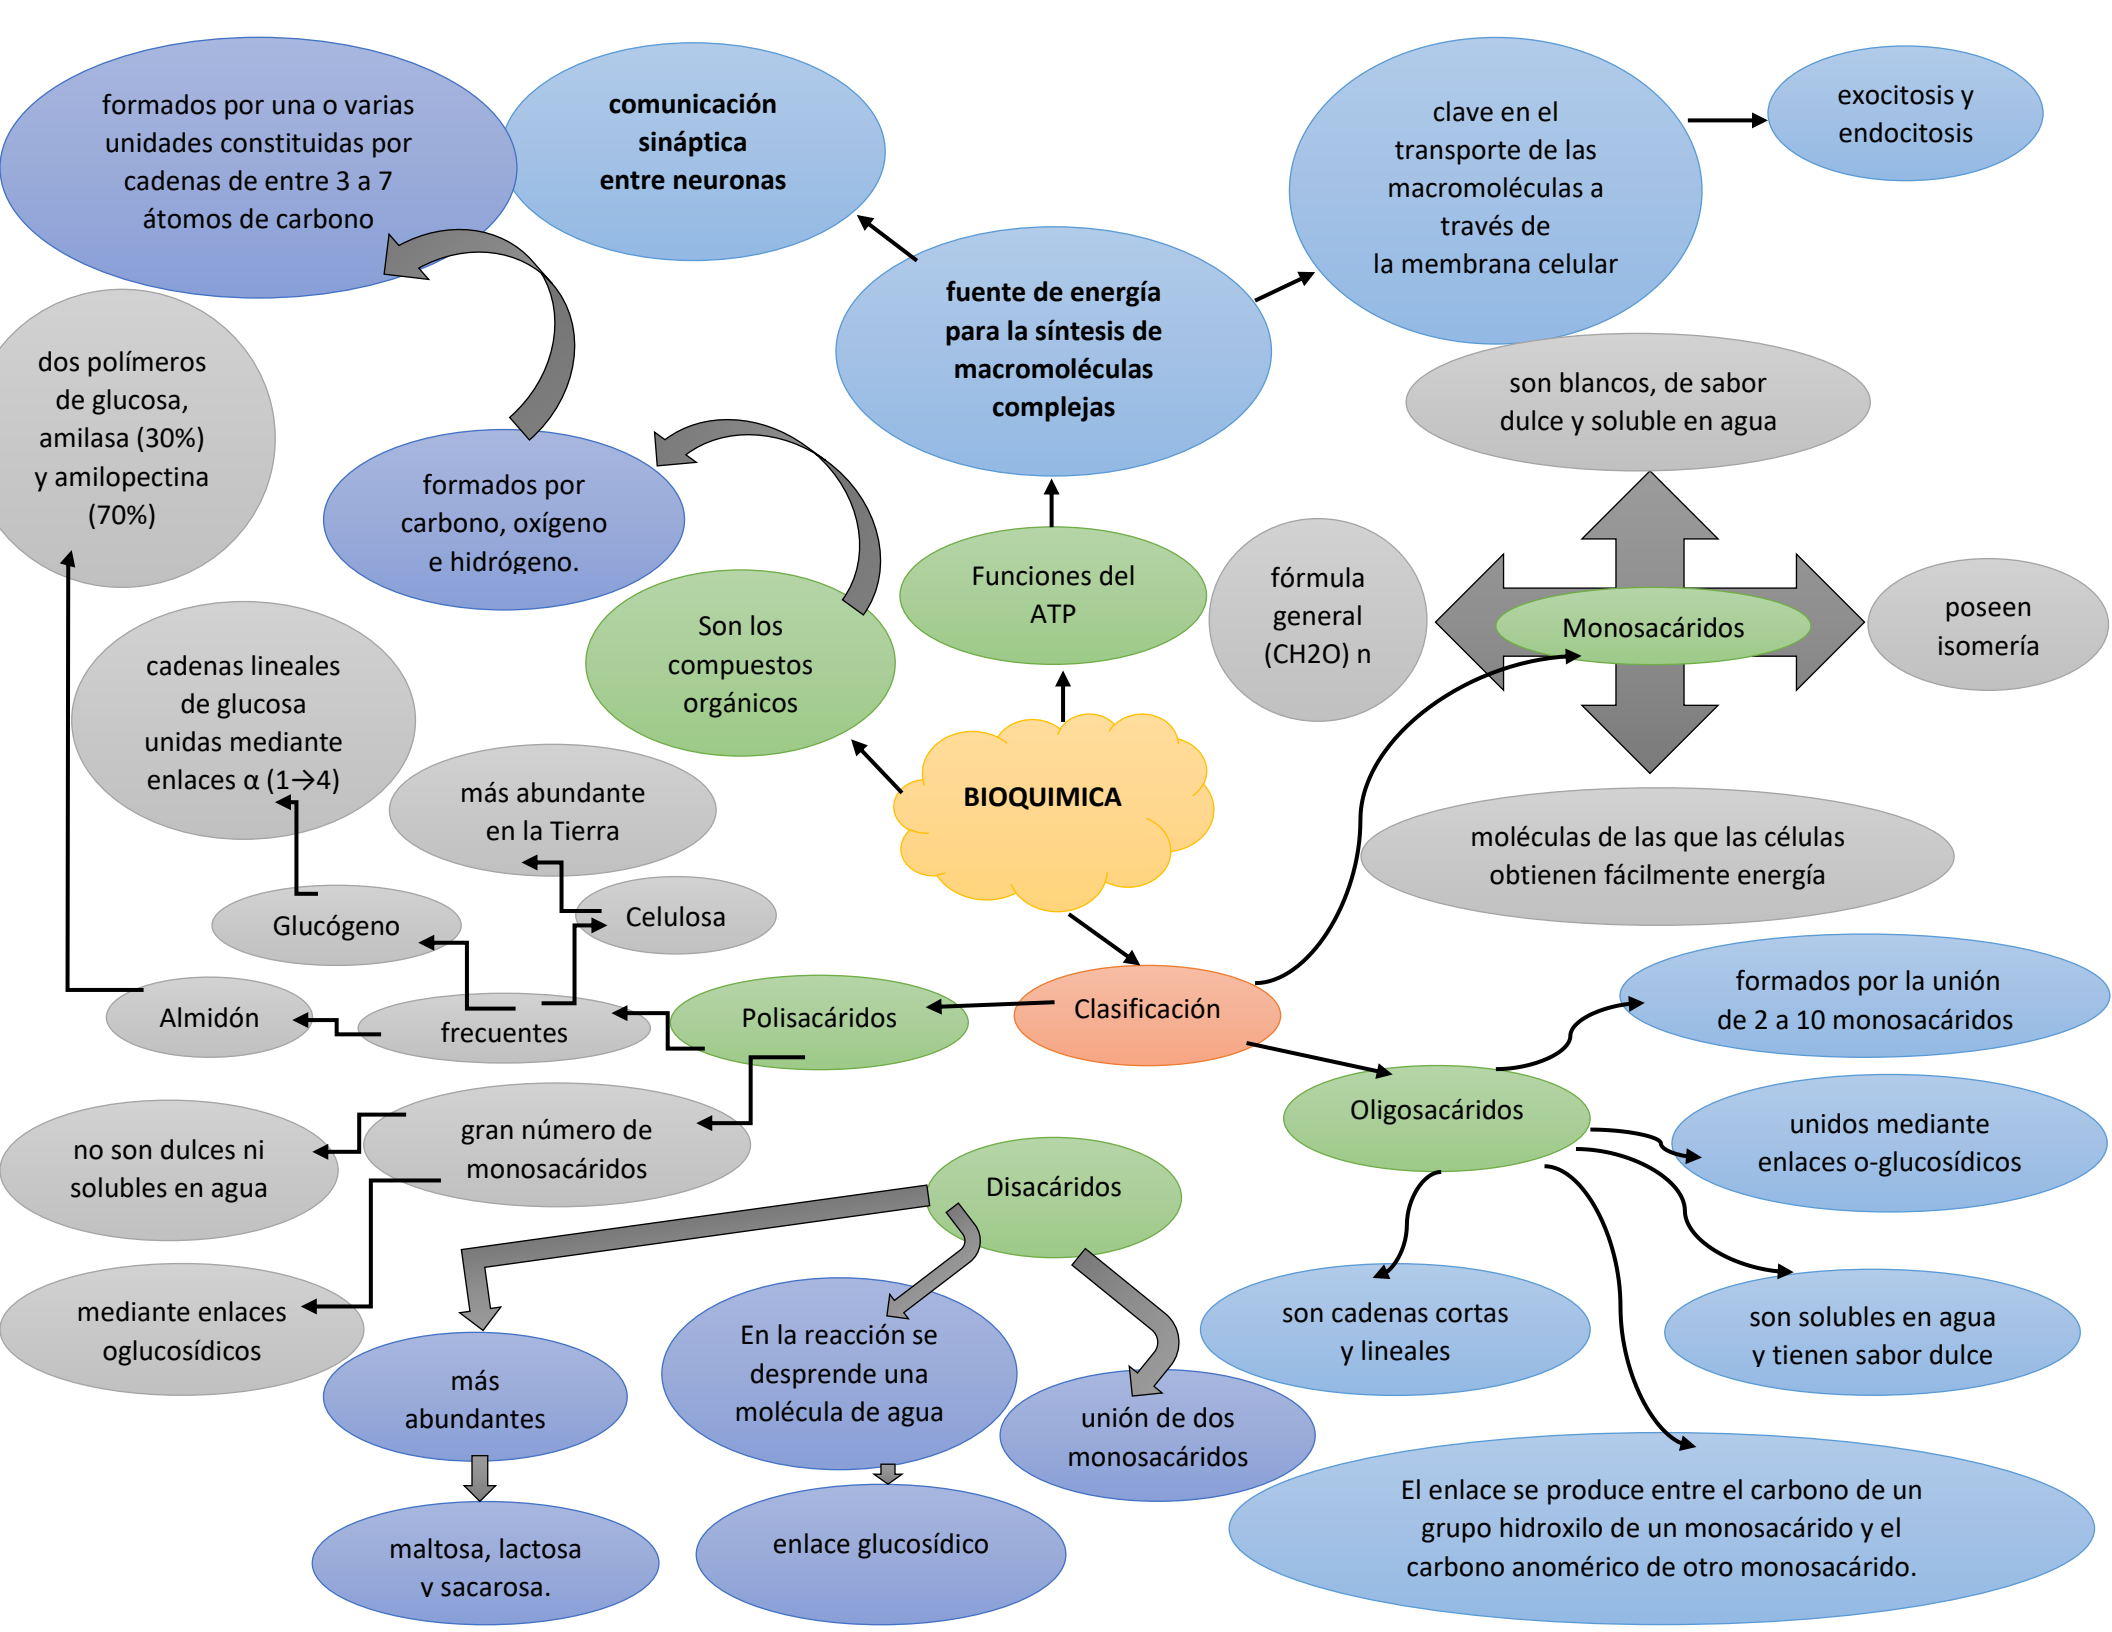 formados por una o varias
unidades constituidas por
cadenas de entre 3 a 7
átomos de carbono
comunicación
sináptica
entre neuronas
clave en el
transporte de las
macromoléculas a
través de
la membrana celular
exocitosis y
endocitosis
fuente de energía
para la síntesis de
macromoléculas
complejas
dos polímeros
de glucosa,
amilasa (30%)
y amilopectina
(70%)
son blancos, de sabor
dulce y soluble en agua
formados por
carbono, oxígeno
e hidrógeno.
Funciones del
ATP
fórmula
general
(CH2O) n
Monosacáridos
poseen
isomería
Son los
compuestos
orgánicos
cadenas lineales
de glucosa
unidas mediante
enlaces α (1→4)
más abundante
en la Tierra
BIOQUIMICA
moléculas de las que las células
obtienen fácilmente energía
Glucógeno
Celulosa
Almidón
frecuentes
Polisacáridos
Clasificación
formados por la unión
de 2 a 10 monosacáridos
Oligosacáridos
unidos mediante
enlaces o-glucosídicos
no son dulces ni
solubles en agua
gran número de
monosacáridos
Disacáridos
mediante enlaces
oglucosídicos
son cadenas cortas
y lineales
son solubles en agua
y tienen sabor dulce
más
abundantes
En la reacción se
desprende una
molécula de agua
unión de dos
monosacáridos
maltosa, lactosa
y sacarosa.
enlace glucosídico
El enlace se produce entre el carbono de un
grupo hidroxilo de un monosacárido y el
carbono anomérico de otro monosacárido.